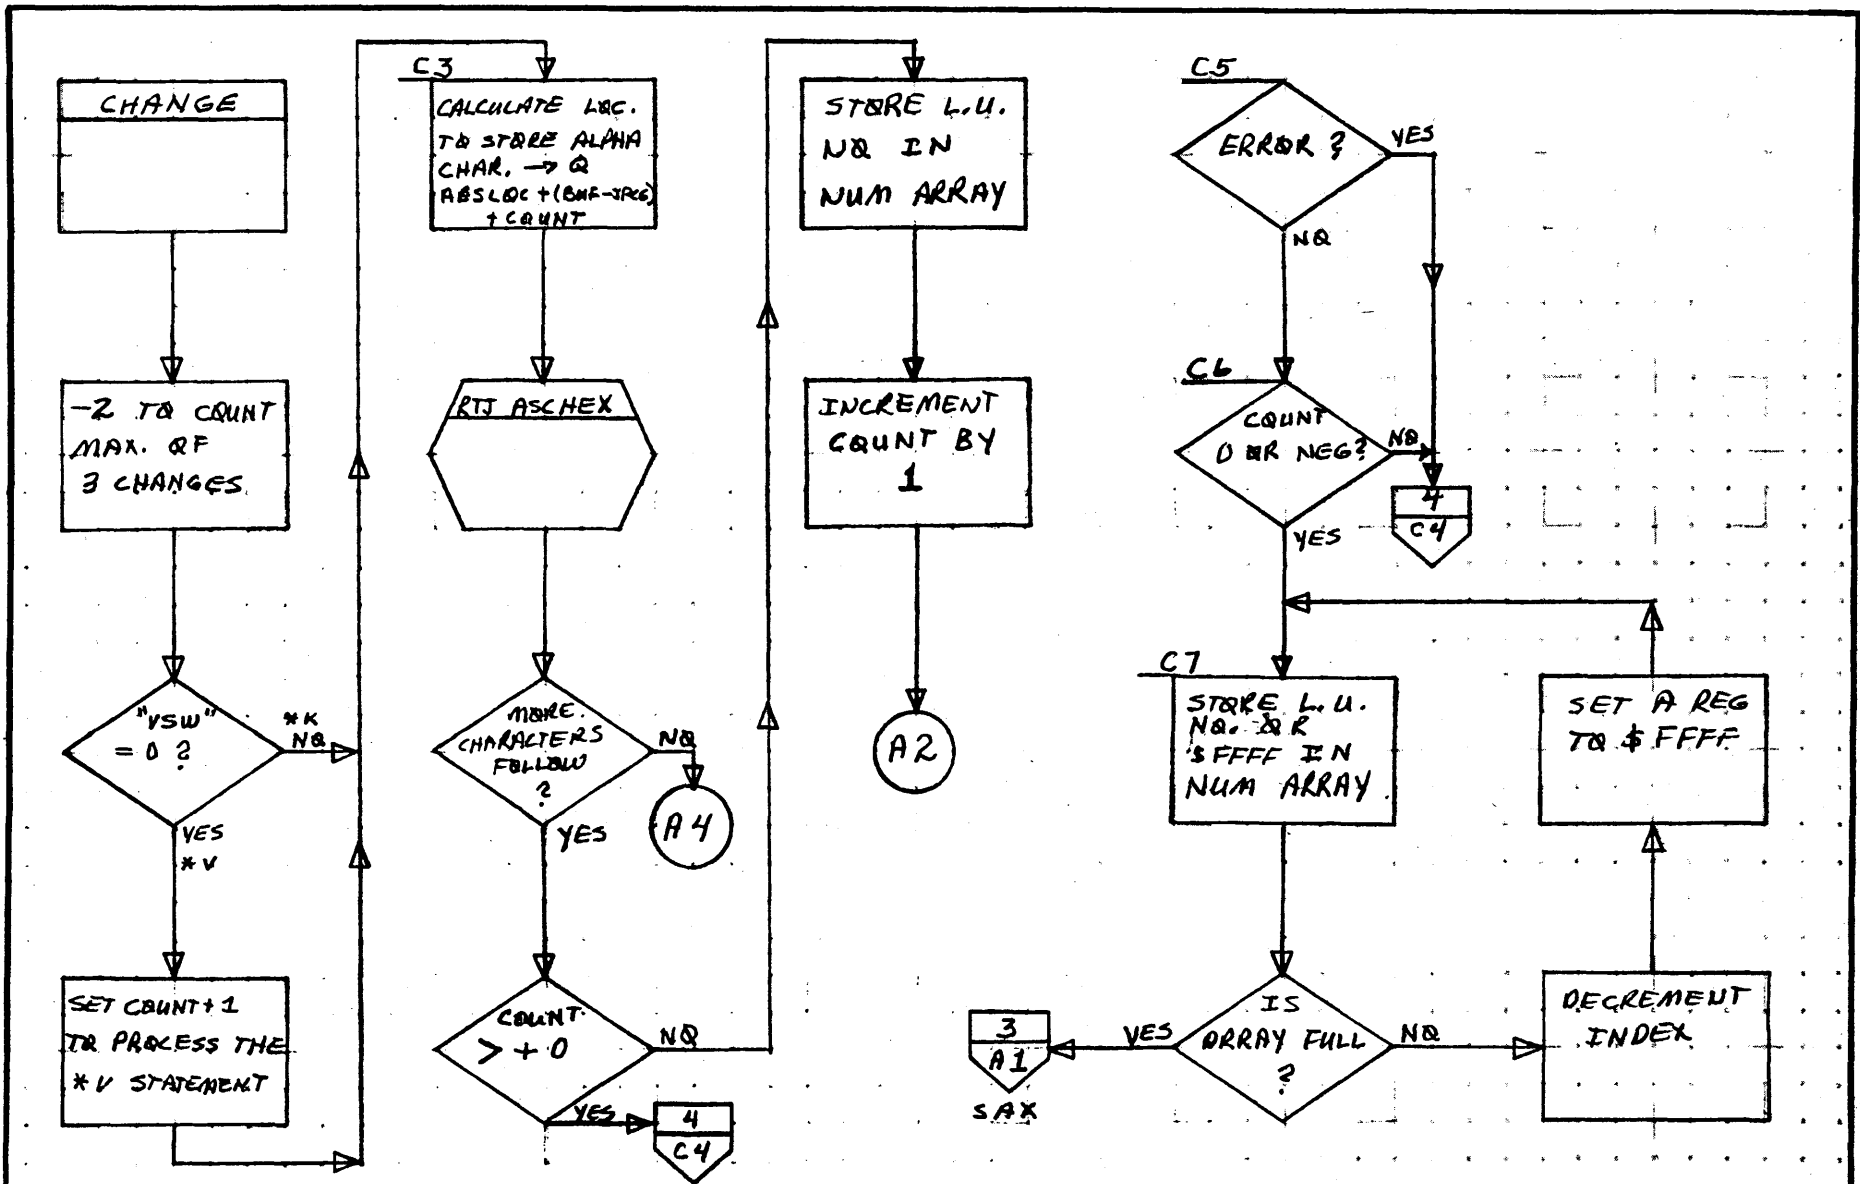 CHANGE
-2 TO COUNT
MAX. OF
3 CHANGES
"VSW"
= 0 ?
*K
NO
YES
*V
SET COUNT+1
TO PROCESS THE
*V STATEMENT
C3
CALCULATE LOC.
TO STORE ALPHA
CHAR. → Q
ABSLOC + (BUF-JPCG)
+ COUNT
RTJ ASCHEX
MORE
CHARACTERS
FOLLOW
?
NO
A4
YES
COUNT
> +0
NO
YES
4
C4
STORE L.U.
NO IN
NUM ARRAY
INCREMENT
COUNT BY
1
A2
C5
ERROR ?
YES
NO
C6
COUNT
0 OR NEG?
NO
4
C4
YES
C7
STORE L.U.
NO. OR
$FFFF IN
NUM ARRAY
IS
ARRAY FULL
?
YES
3
A1
SAX
NO
DECREMENT
INDEX
SET A REG
TO $FFFF